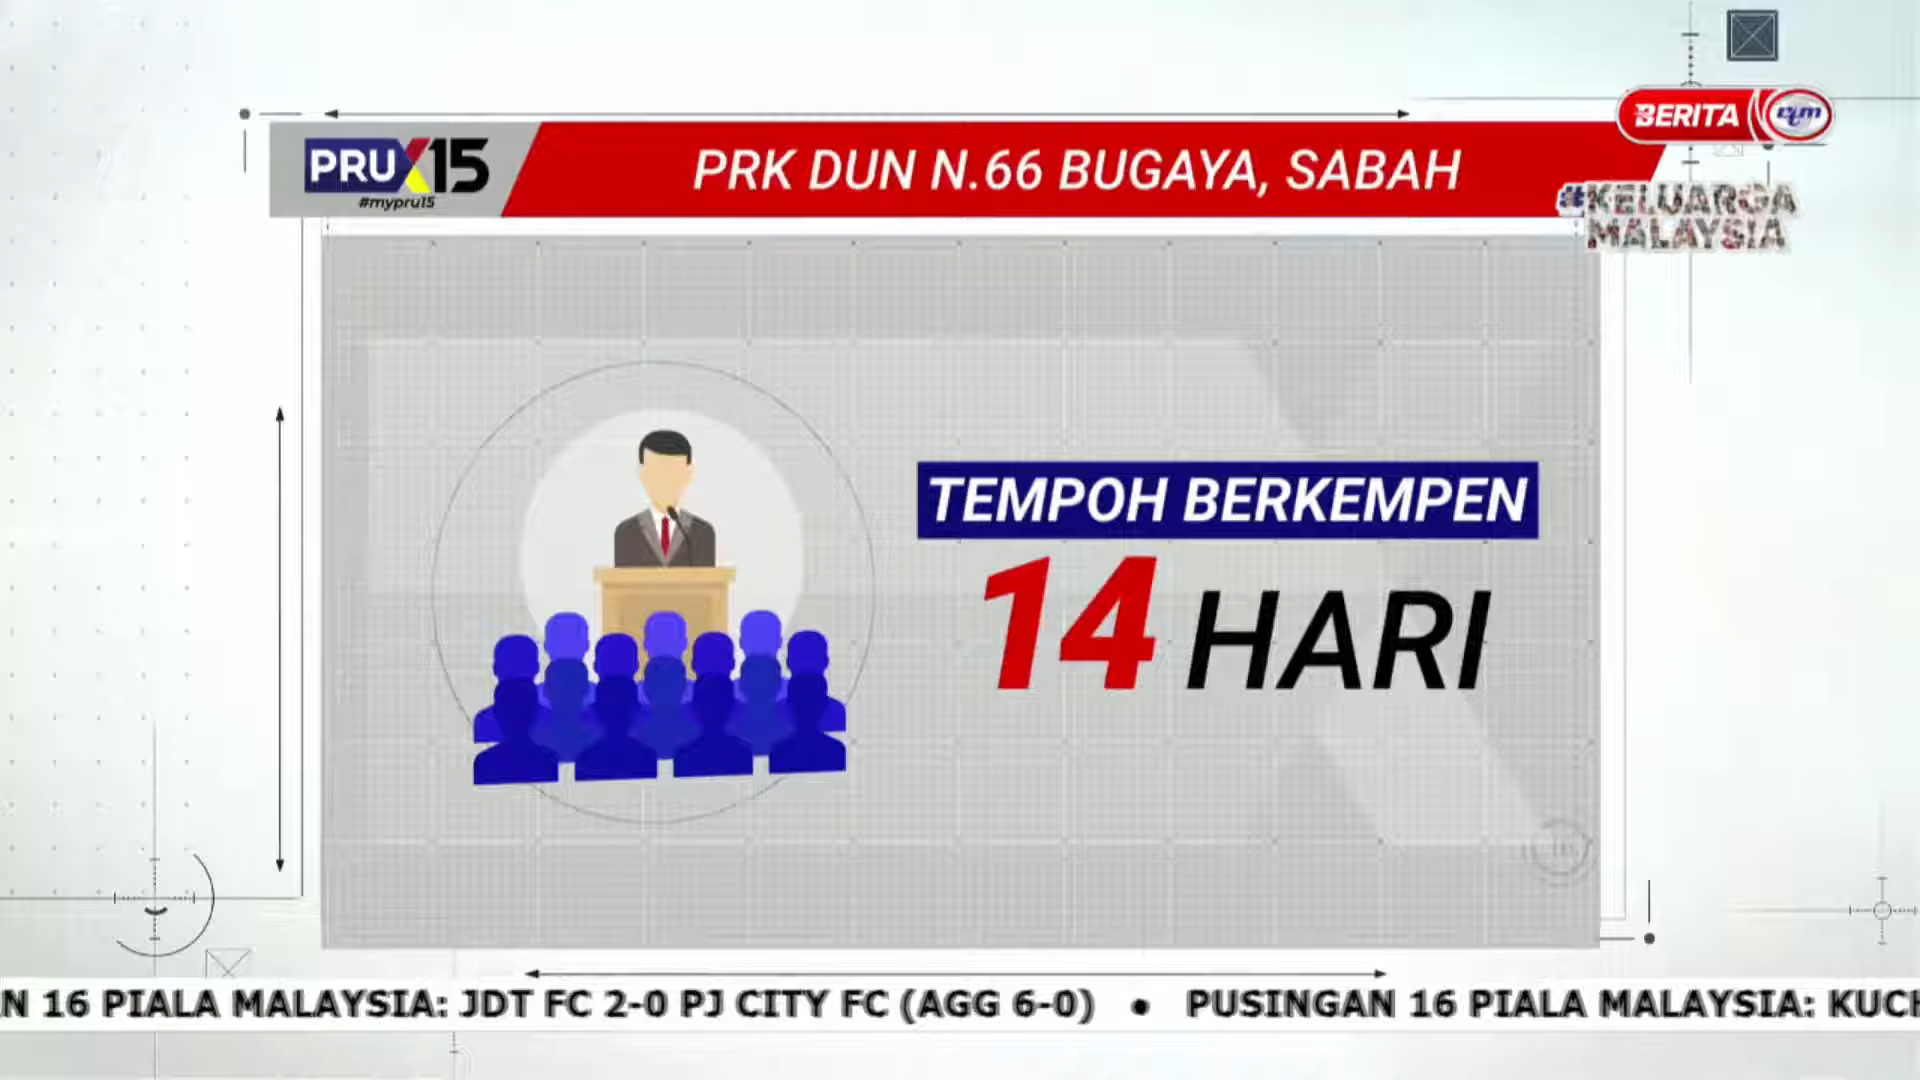 BERITA rtm
PRU15 PRK DUN N.66 BUGAYA, SABAH
#mypru15
#KELUARGA
MALAYSIA
TEMPOH BERKEMPEN
14 HARI
N 16 PIALA MALAYSIA: JDT FC 2-0 PJ CITY FC (AGG 6-0) • PUSINGAN 16 PIALA MALAYSIA: KUCH